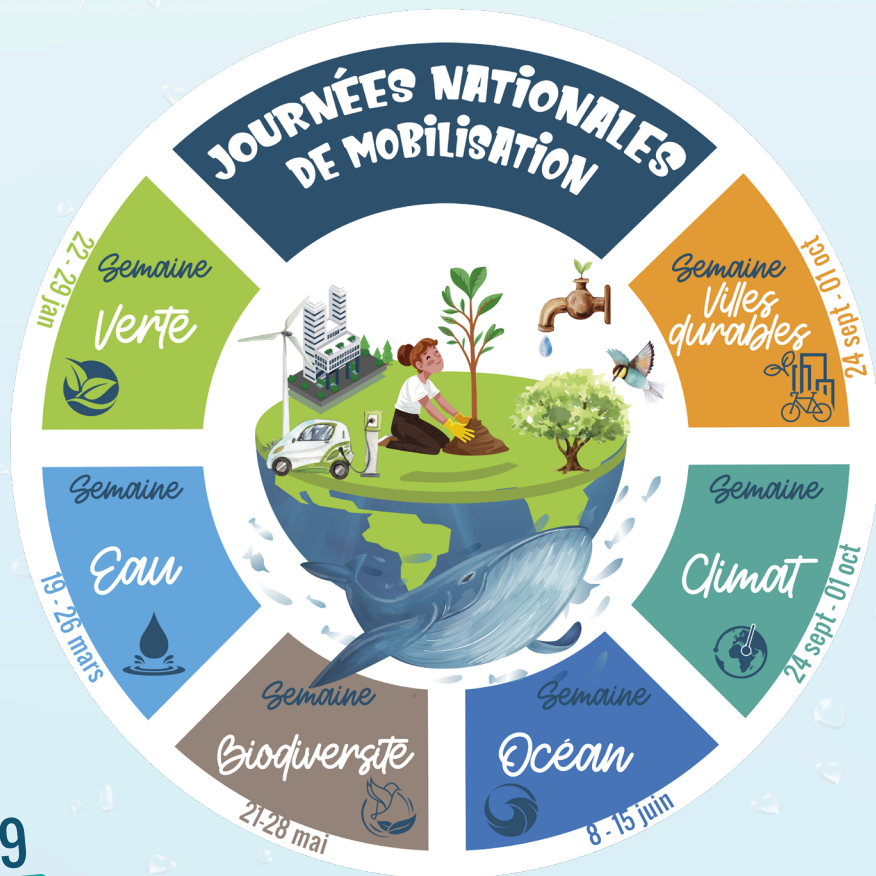 JOURNÉES NATIONALES
DE MOBILISATION
Semaine
Verte
22 - 29 jan
Semaine
Villes
durables
24 sept - 01 oct
Semaine
Eau
19 - 26 mars
Semaine
Climat
24 sept - 01 oct
Semaine
Biodiversité
21-28 mai
Semaine
Océan
8 - 15 juin
9